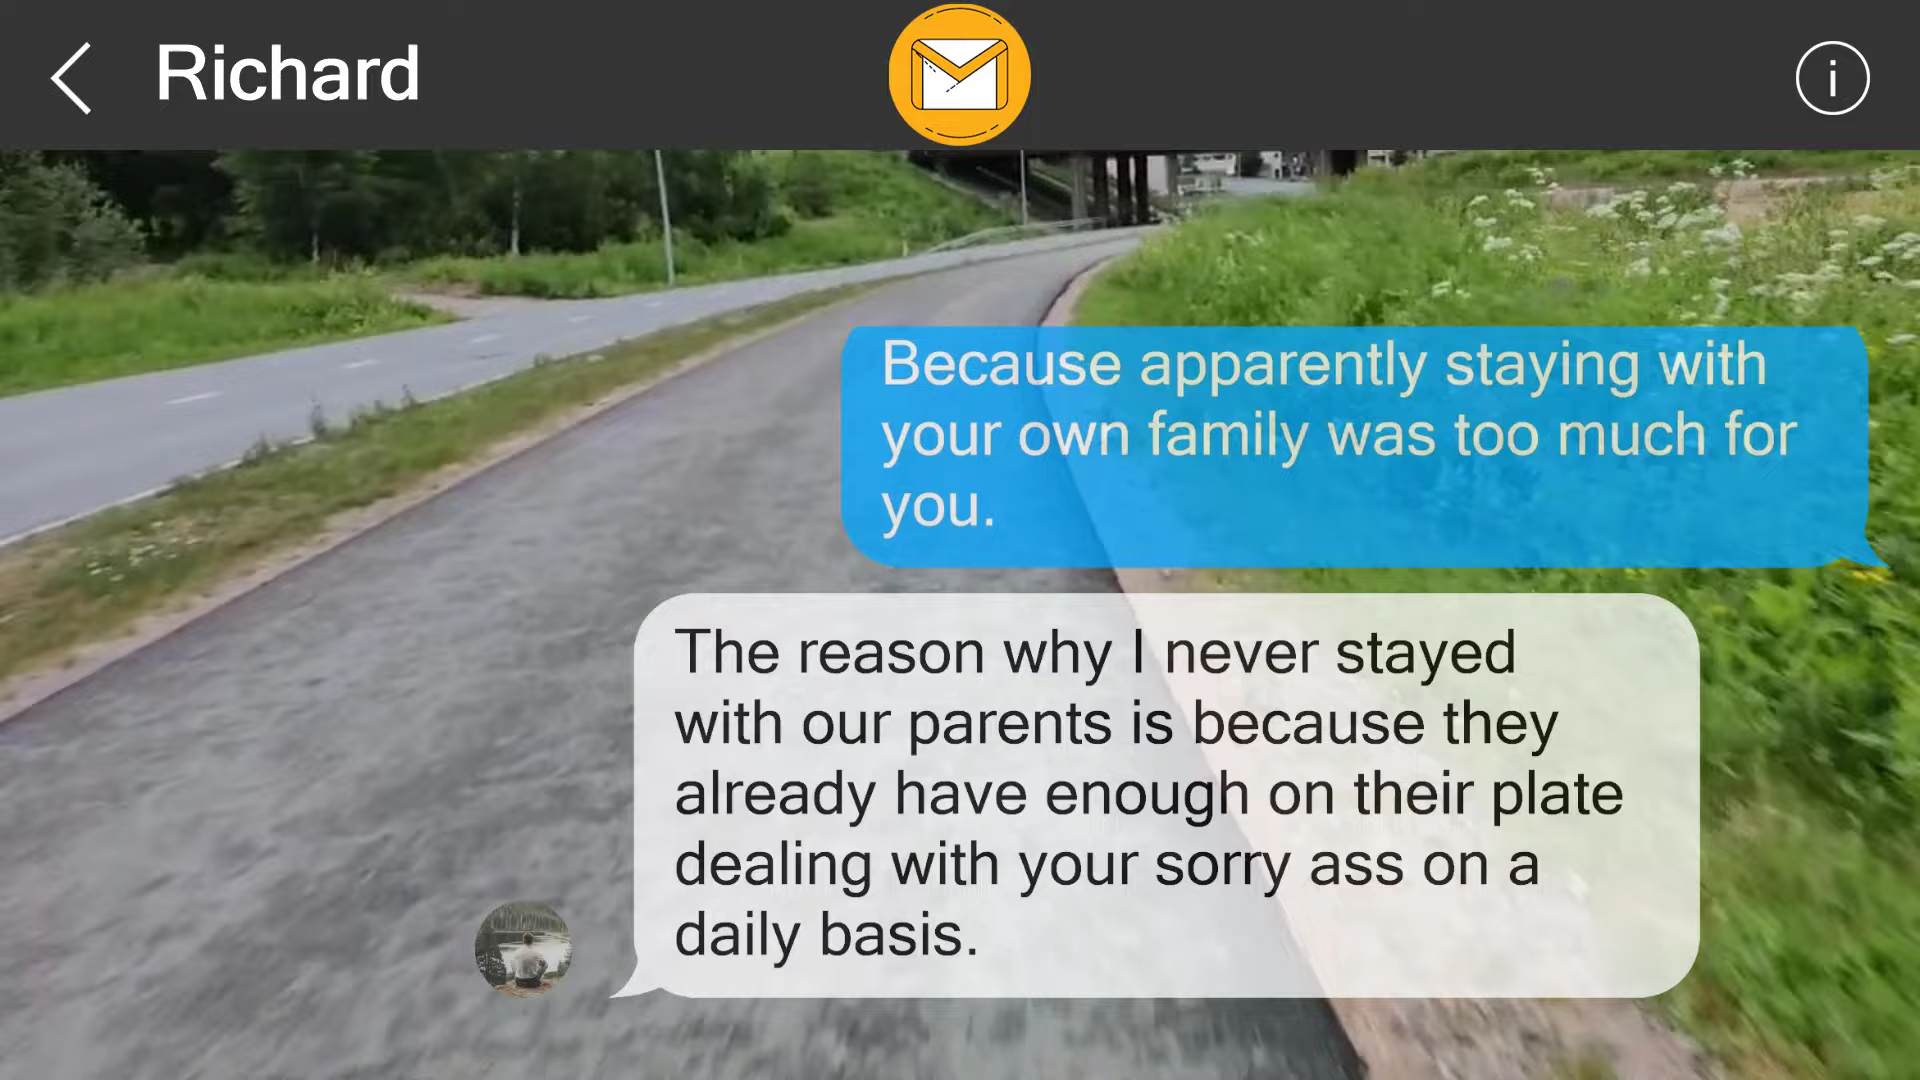 Richard
i
Because apparently staying with
your own family was too much for
you.
The reason why I never stayed
with our parents is because they
already have enough on their plate
dealing with your sorry ass on a
daily basis.